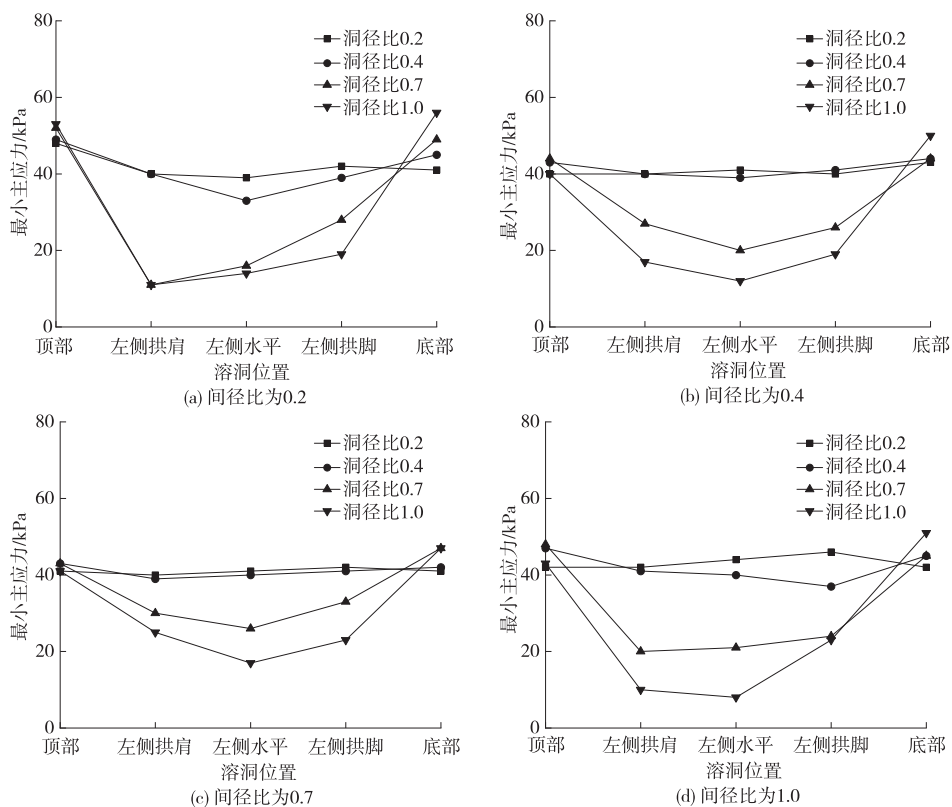 80
60
40
20
0
最小主应力/kPa
洞径比0.2
洞径比0.4
洞径比0.7
洞径比1.0
顶部 左侧拱肩 左侧水平 左侧拱脚 底部
溶洞位置
(a) 间径比为0.2
80
60
40
20
0
最小主应力/kPa
洞径比0.2
洞径比0.4
洞径比0.7
洞径比1.0
顶部 左侧拱肩 左侧水平 左侧拱脚 底部
溶洞位置
(b) 间径比为0.4
80
60
40
20
0
最小主应力/kPa
洞径比0.2
洞径比0.4
洞径比0.7
洞径比1.0
顶部 左侧拱肩 左侧水平 左侧拱脚 底部
溶洞位置
(c) 间径比为0.7
80
60
40
20
0
最小主应力/kPa
洞径比0.2
洞径比0.4
洞径比0.7
洞径比1.0
顶部 左侧拱肩 左侧水平 左侧拱脚 底部
溶洞位置
(d) 间径比为1.0